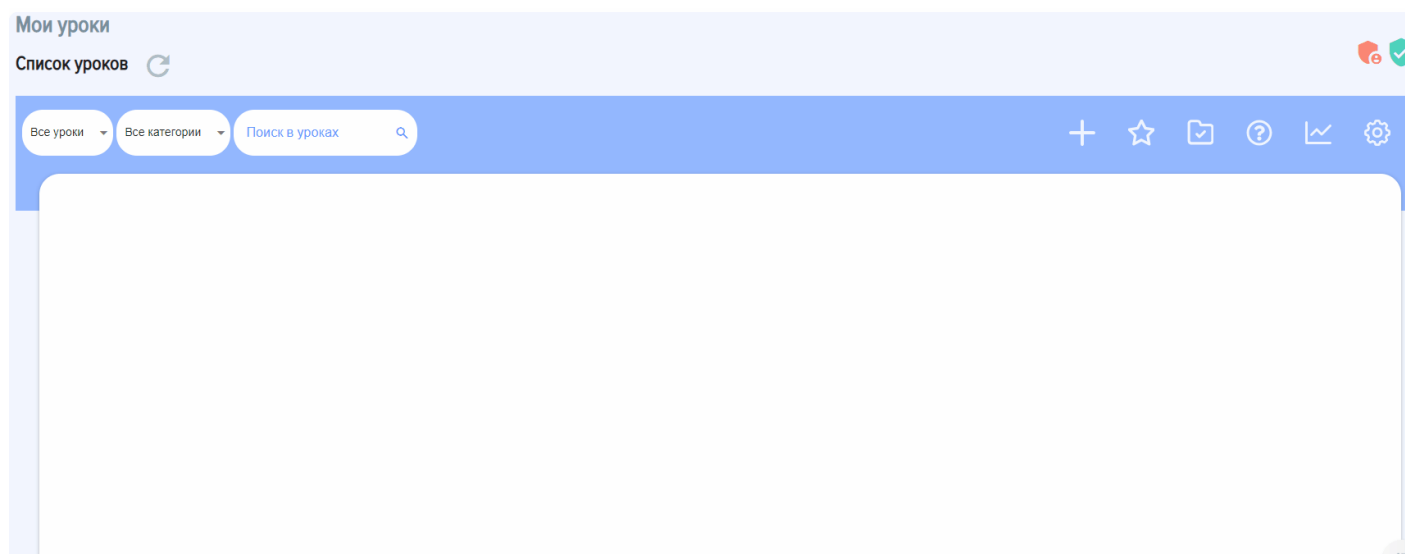 Мои уроки
Список уроков
Все уроки Все категории Поиск в уроках